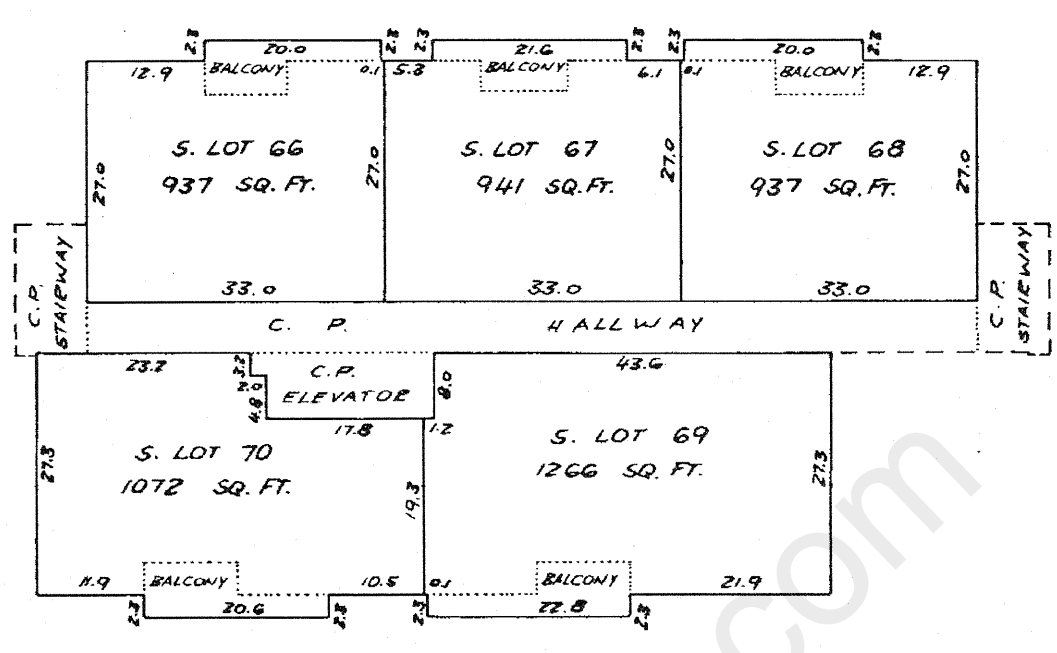 2.3 20.0 2.3 2.3 21.6 2.3 2.3 20.0 2.3
12.9 BALCONY 0.1 5.3 BALCONY 6.1 0.1 BALCONY 12.9
S. LOT 66
937 SQ. FT.
S. LOT 67
941 SQ. FT.
S. LOT 68
937 SQ. FT.
27.0 27.0 27.0 27.0
33.0 33.0 33.0
C. P.
STAIRWAY
C. P. HALLWAY
C. P.
STAIRWAY
23.2 3.2 C. P. 8.0 43.6
2.0 ELEVATOR
4.8
17.8 1.2
S. LOT 70
1072 SQ. FT.
S. LOT 69
1266 SQ. FT.
27.3 19.3 27.3
11.9 BALCONY 10.5 0.1 BALCONY 21.9
2.3 20.6 2.3 2.3 22.8 2.3
com